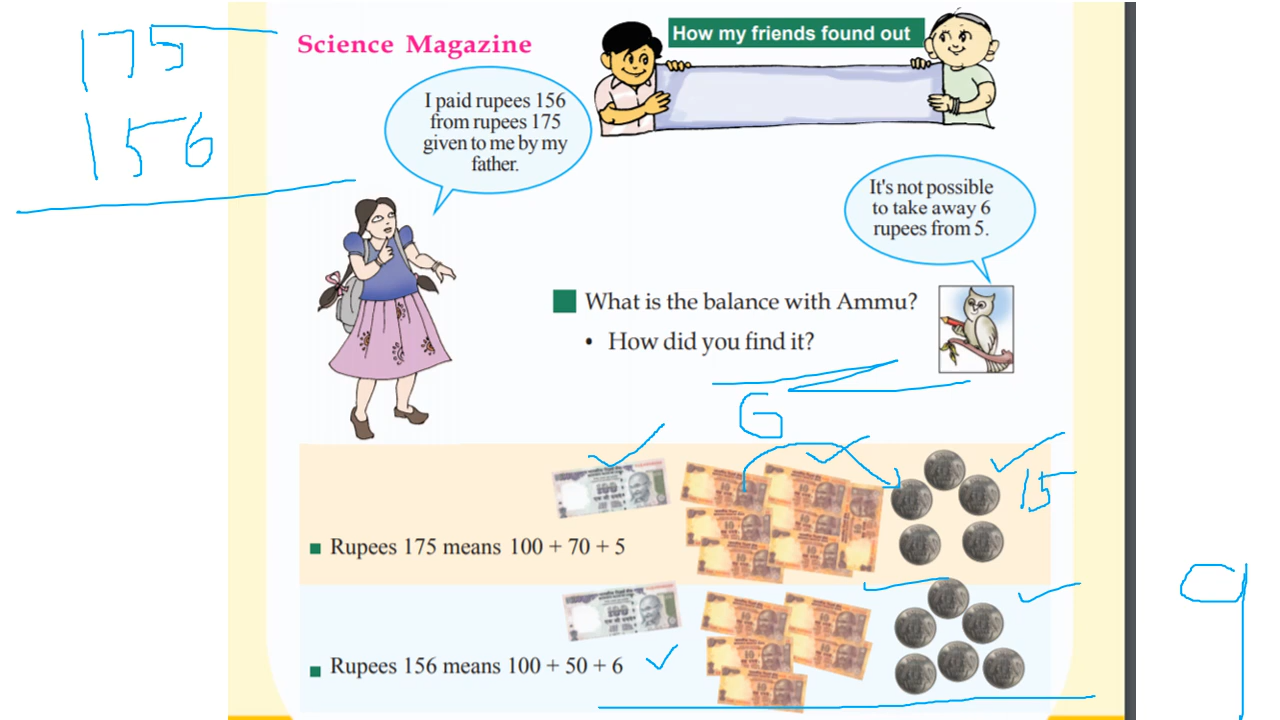 175
156
Science Magazine
How my friends found out
I paid rupees 156
from rupees 175
given to me by my
father.
It's not possible
to take away 6
rupees from 5.
What is the balance with Ammu?
• How did you find it?
6
15
Rupees 175 means 100 + 70 + 5
Rupees 156 means 100 + 50 + 6
9